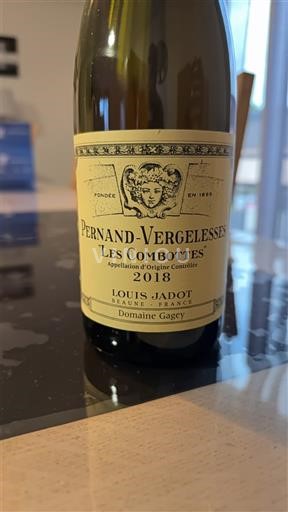 FONDÉE EN 1859
PERNAND-VERGELESSES
"LES COMBOTTES"
Appellation d'Origine Contrôlée
2018
LOUIS JADOT
BEAUNE - FRANCE
Domaine Gagey